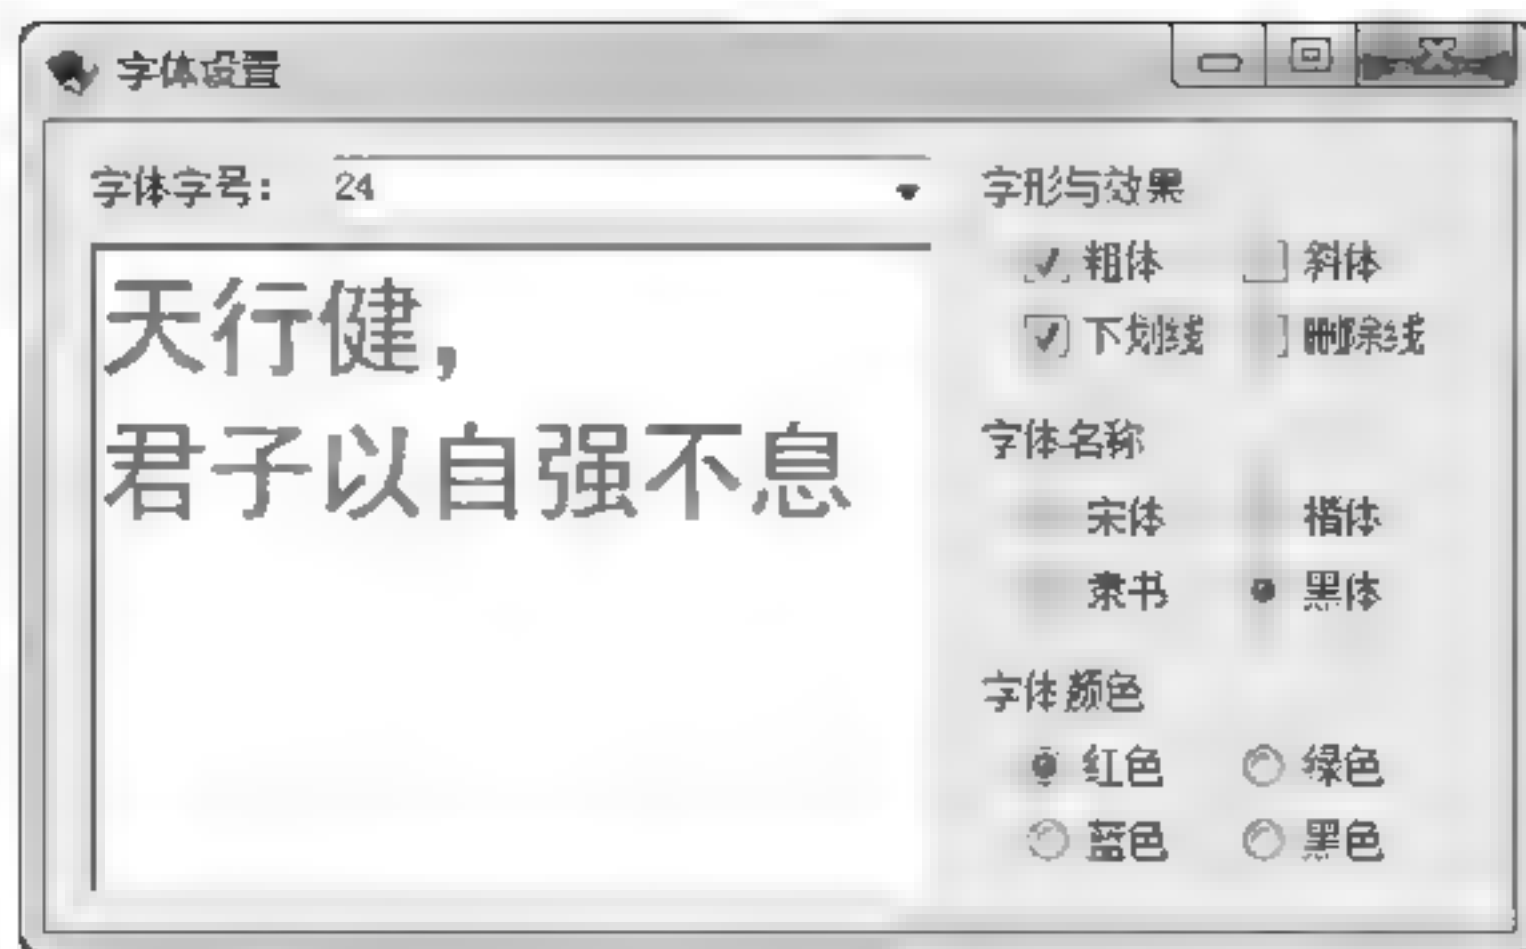 字体设置
字体字号： 24
天行健，
君子以自强不息
字形与效果
粗体 斜体
下划线 删除线
字体名称
宋体 楷体
隶书 黑体
字体颜色
红色 绿色
蓝色 黑色